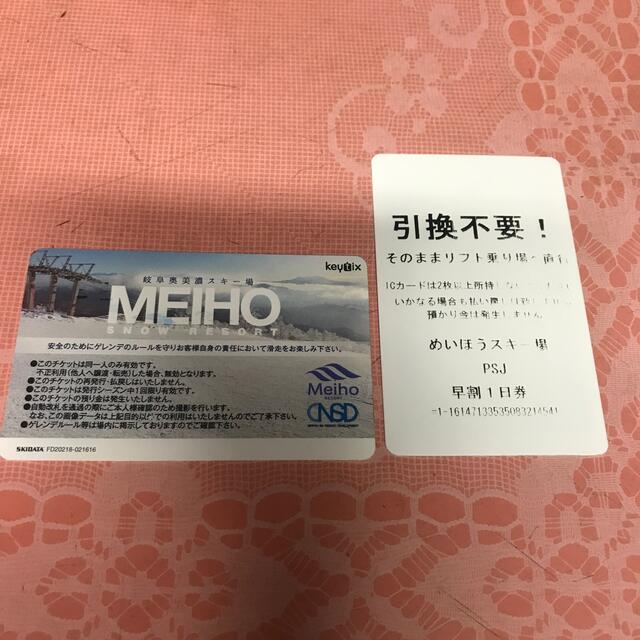 keytix
岐阜奥美濃スキー場
MEIHO
SNOW RESORT
安全のためにゲレンデのルールを守りお客様自身の責任において滑走をお楽しみ下さい。
●このチケットは同一人のみ有効です。
不正利用(他人へ譲渡・転売)した場合、無効となります。
●このチケットの再発行・払戻しはいたしません。
●このチケットは発行シーズン中1回限り有効です。
●このチケットの預り金は発生いたしません。
●自動改札を通過の際にご本人様確認のため撮影を行います。
なお、この画像データは上記目的以外での利用はいたしませんのでご了承下さい。
●ゲレンデルール等は場内に掲示しておりますのでご確認下さい。
Meiho
RESORT
NSD
SKIDATA FD20218-021616
引換不要!
そのままリフト乗り場へ直行
ICカードは2枚以上所持しないで
いかなる場合も払い戻しは致しません
預かり金は発生しません。
めいほうスキー場
PSJ
早割1日券
=1-16147133535083214541